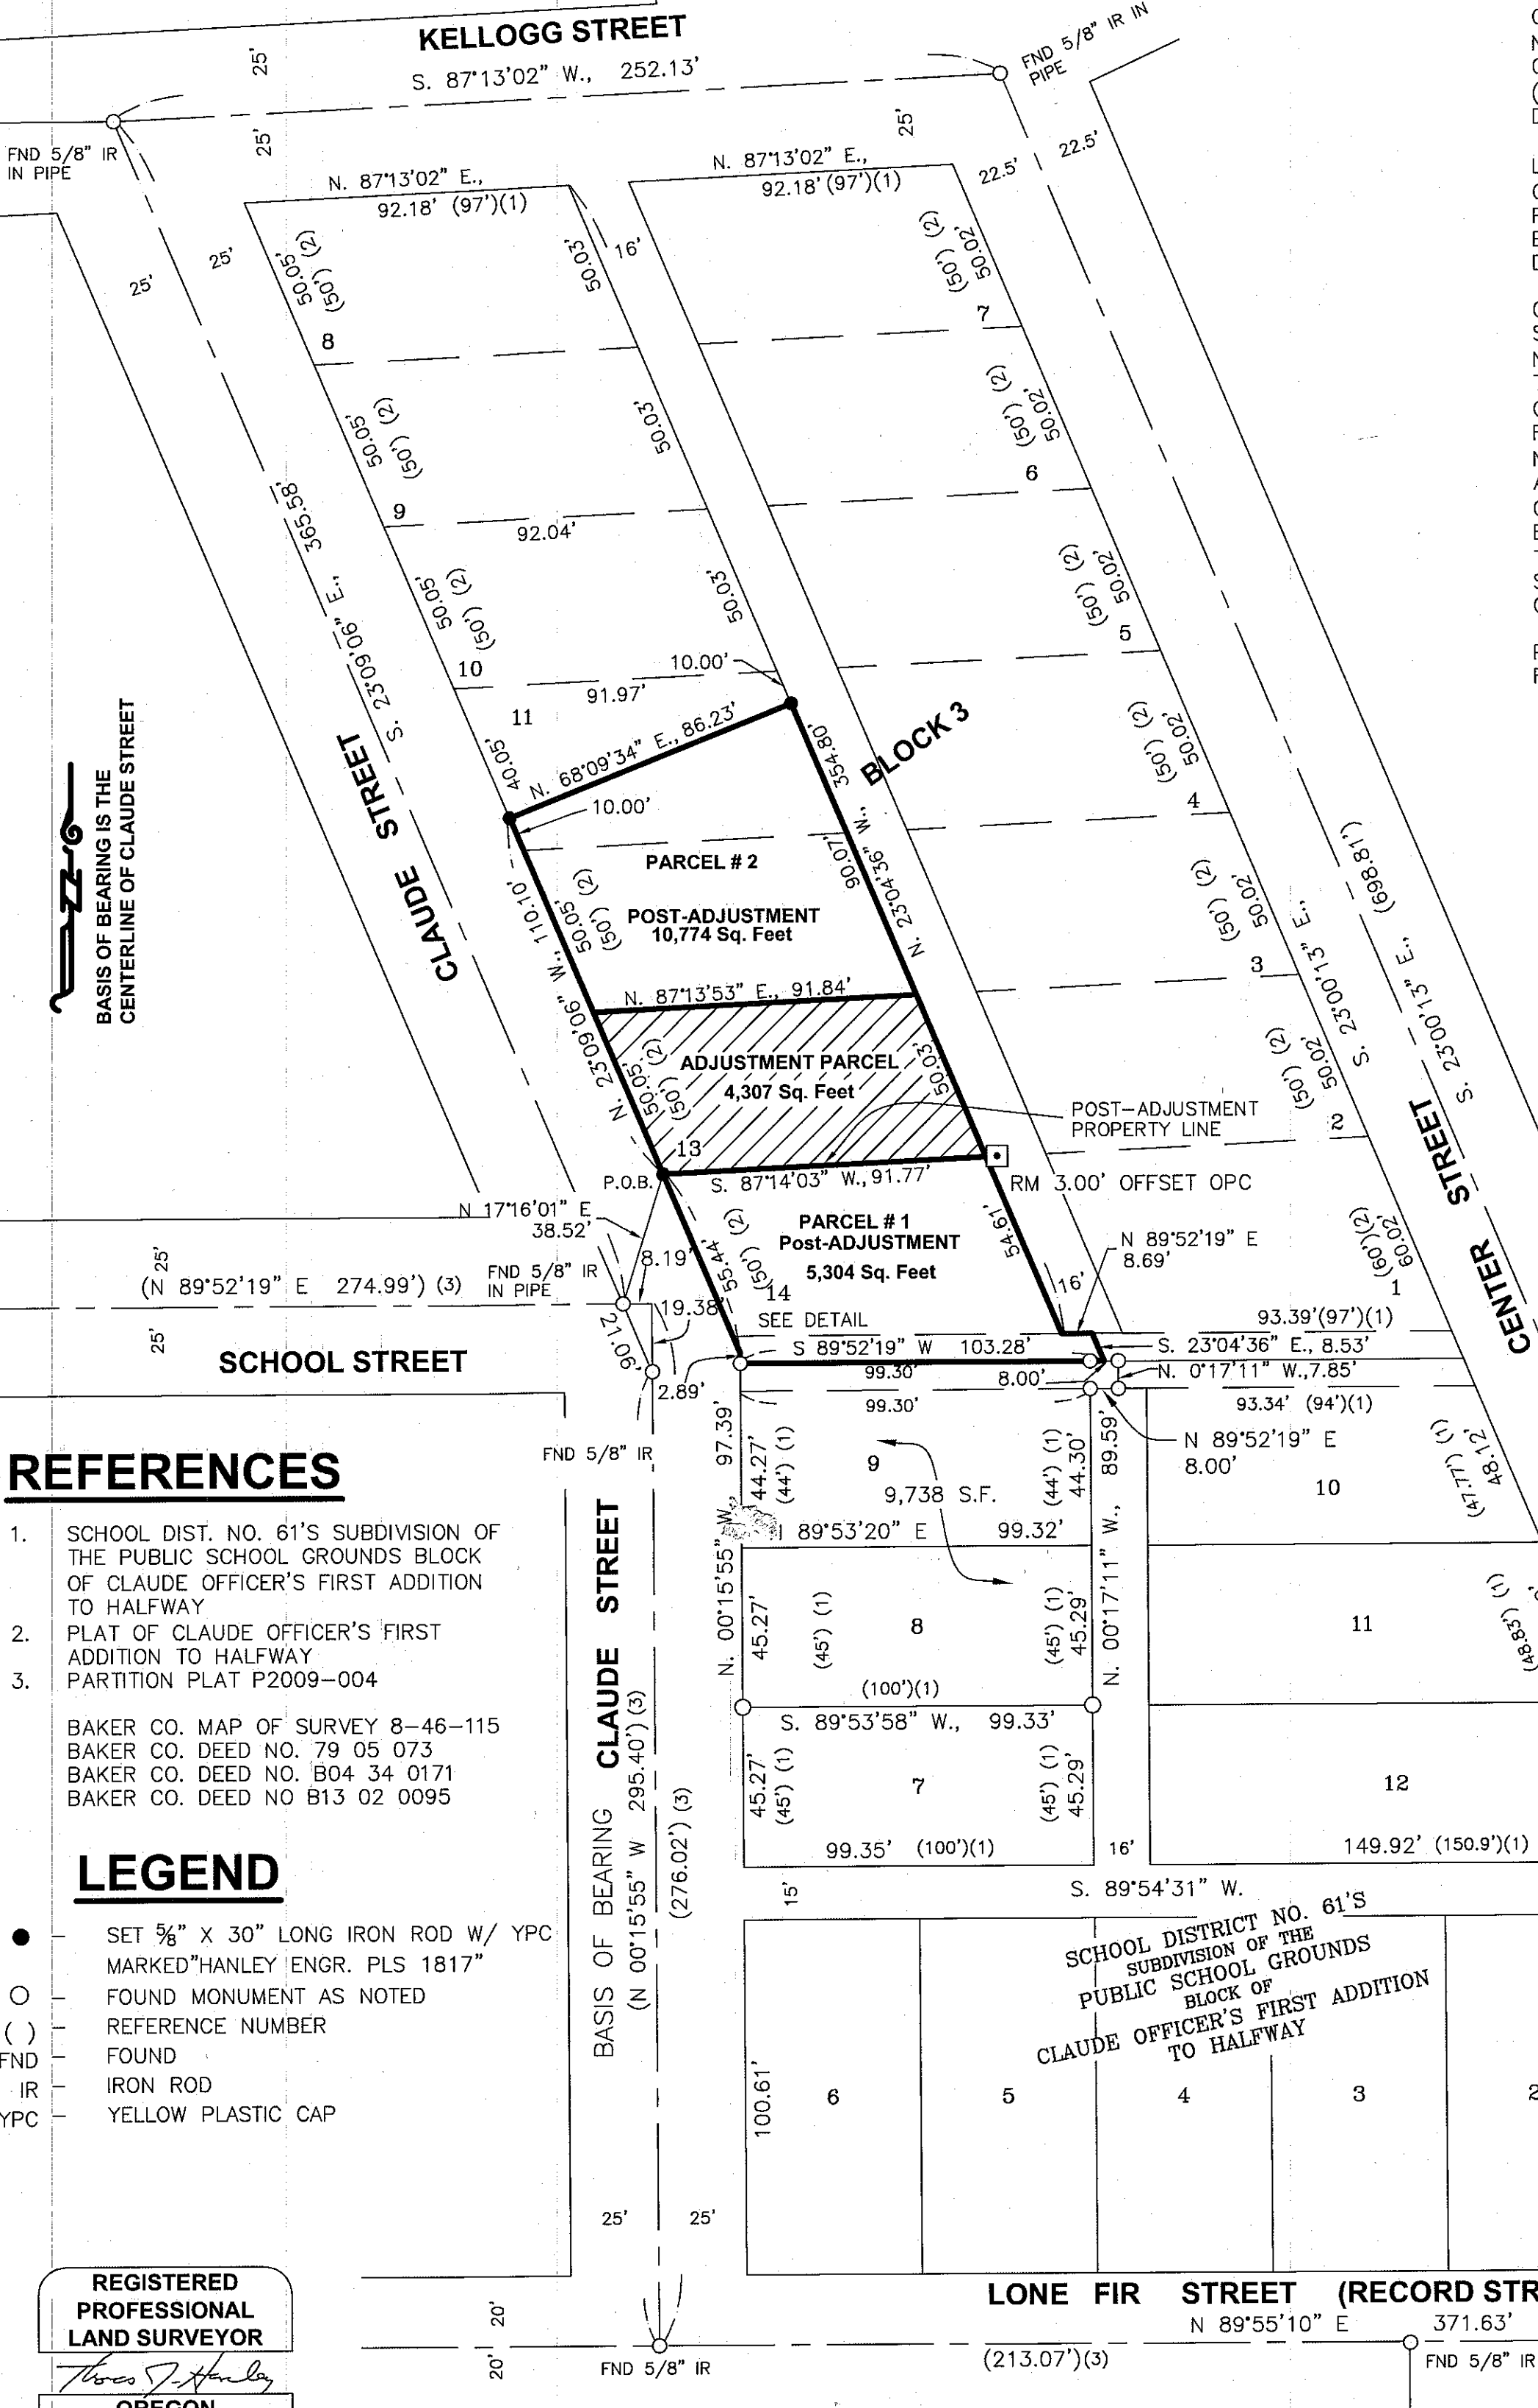 KELLOGG STREET
S. 87°13'02" W., 252.13'
25'
25'
25'
FND 5/8" IR IN
PIPE
FND 5/8" IR
IN PIPE
22.5'
22.5'
N. 87°13'02" E.,
92.18' (97')(1)
N. 87°13'02" E.,
92.18' (97')(1)
16'
25'
25'
50.05'
(50') (2)
50.03'
(50') (2)
50.02'
8
7
50.05'
(50') (2)
50.03'
(50') (2)
50.02'
9
6
92.04'
365.58'
S. 23°09'06" E.,
50.05'
(50') (2)
50.03'
(50') (2)
50.02'
10
5
10.00'
91.97'
11
BLOCK 3
40.05'
N. 68°09'34" E., 86.23'
354.80'
N. 23°04'36" W.,
10.00'
(50') (2)
50.02'
4
BASIS OF BEARING IS THE
CENTERLINE OF CLAUDE STREET
CLAUDE STREET
PARCEL # 2
POST-ADJUSTMENT
10,774 Sq. Feet
110.10'
N. 23°09'06" W.,
50.05'
(50') (2)
90.07'
(50') (2)
50.02'
3
S. 23°00'13" E.,
S. 23°00'13" E., (698.81')
N. 87°13'53" E., 91.84'
ADJUSTMENT PARCEL
4,307 Sq. Feet
50.05'
(50') (2)
50.03'
(50') (2)
50.02'
2
POST-ADJUSTMENT
PROPERTY LINE
13
P.O.B.
S. 87°14'03" W., 91.77'
RM 3.00' OFFSET OPC
CENTER STREET
N 17°16'01" E
38.52'
PARCEL # 1
Post-ADJUSTMENT
5,304 Sq. Feet
55.44'
(50') (2)
14
54.61'
N 89°52'19" E
8.69'
16'
(60')(2)
60.02'
1
25'
(N 89°52'19" E 274.99') (3)
FND 5/8" IR
IN PIPE
8.19'
19.38'
21.06'
25'
SEE DETAIL
93.39'(97')(1)
S 89°52'19" W 103.28'
S. 23°04'36" E., 8.53'
SCHOOL STREET
2.89'
99.30'
8.00'
N. 0°17'11" W., 7.85'
99.30'
93.34' (94')(1)
N 89°52'19" E
8.00'
FND 5/8" IR
97.39'
N. 00°15'55" W.,
44.27'
(44') (1)
9
9,738 S.F.
(44') (1)
44.30'
89.59'
N. 00°17'11" W.,
10
(47.77') (1)
48.12'
89°53'20" E 99.32'
REFERENCES
1. SCHOOL DIST. NO. 61'S SUBDIVISION OF
THE PUBLIC SCHOOL GROUNDS BLOCK
OF CLAUDE OFFICER'S FIRST ADDITION
TO HALFWAY
2. PLAT OF CLAUDE OFFICER'S FIRST
ADDITION TO HALFWAY
3. PARTITION PLAT P2009-004
BAKER CO. MAP OF SURVEY 8-46-115
BAKER CO. DEED NO. 79 05 073
BAKER CO. DEED NO. B04 34 0171
BAKER CO. DEED NO B13 02 0095
CLAUDE STREET
BASIS OF BEARING
(N 00°15'55" W 295.40') (3)
(276.02') (3)
45.27'
(45') (1)
8
(45') (1)
45.29'
11
(48.83') (1)
(100')(1)
S. 89°53'58" W., 99.33'
45.27'
(45') (1)
7
(45') (1)
45.29'
12
99.35' (100')(1)
16'
149.92' (150.9')(1)
15'
S. 89°54'31" W.
LEGEND
SET 5/8" X 30" LONG IRON ROD W/ YPC
MARKED"HANLEY ENGR. PLS 1817"
FOUND MONUMENT AS NOTED
( ) – REFERENCE NUMBER
FND – FOUND
IR – IRON ROD
YPC – YELLOW PLASTIC CAP
SCHOOL DISTRICT NO. 61'S
SUBDIVISION OF THE
PUBLIC SCHOOL GROUNDS
BLOCK OF
CLAUDE OFFICER'S FIRST ADDITION
TO HALFWAY
100.61'
6
5
4
3
2
25'
25'
REGISTERED
PROFESSIONAL
LAND SURVEYOR
OREGON
LONE FIR STREET (RECORD STR
N 89°55'10" E 371.63'
20'
20'
FND 5/8" IR
(213.07')(3)
FND 5/8" IR